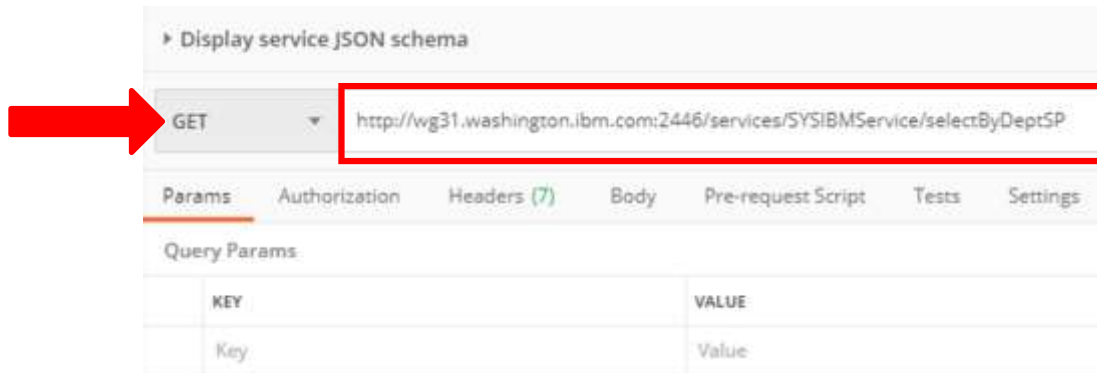 Display service JSON schema
GET http://wg31.washington.ibm.com:2446/services/SYSIBMService/selectByDeptSP
Params Authorization Headers (7) Body Pre-request Script Tests Settings
Query Params
KEY VALUE
Key Value